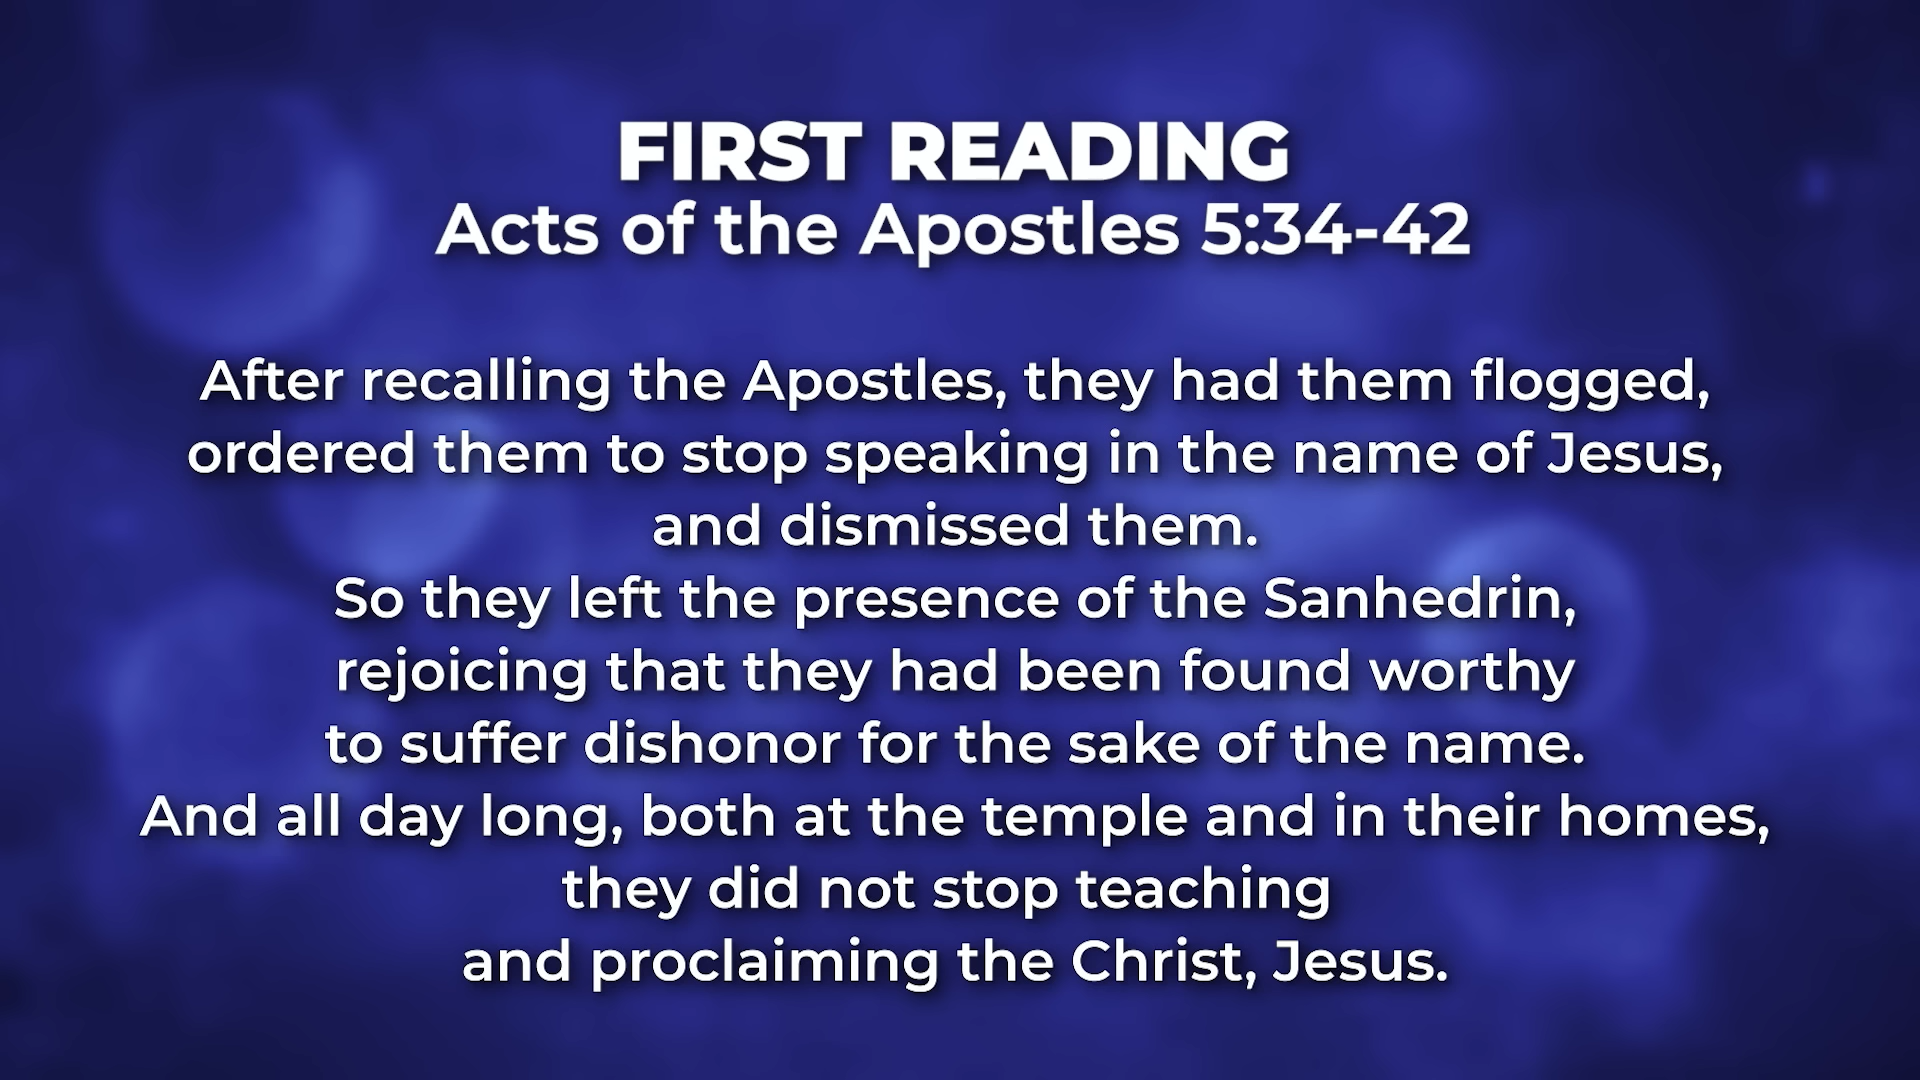 FIRST READING
Acts of the Apostles 5:34-42
After recalling the Apostles, they had them flogged,
ordered them to stop speaking in the name of Jesus,
and dismissed them.
So they left the presence of the Sanhedrin,
rejoicing that they had been found worthy
to suffer dishonor for the sake of the name.
And all day long, both at the temple and in their homes,
they did not stop teaching
and proclaiming the Christ, Jesus.